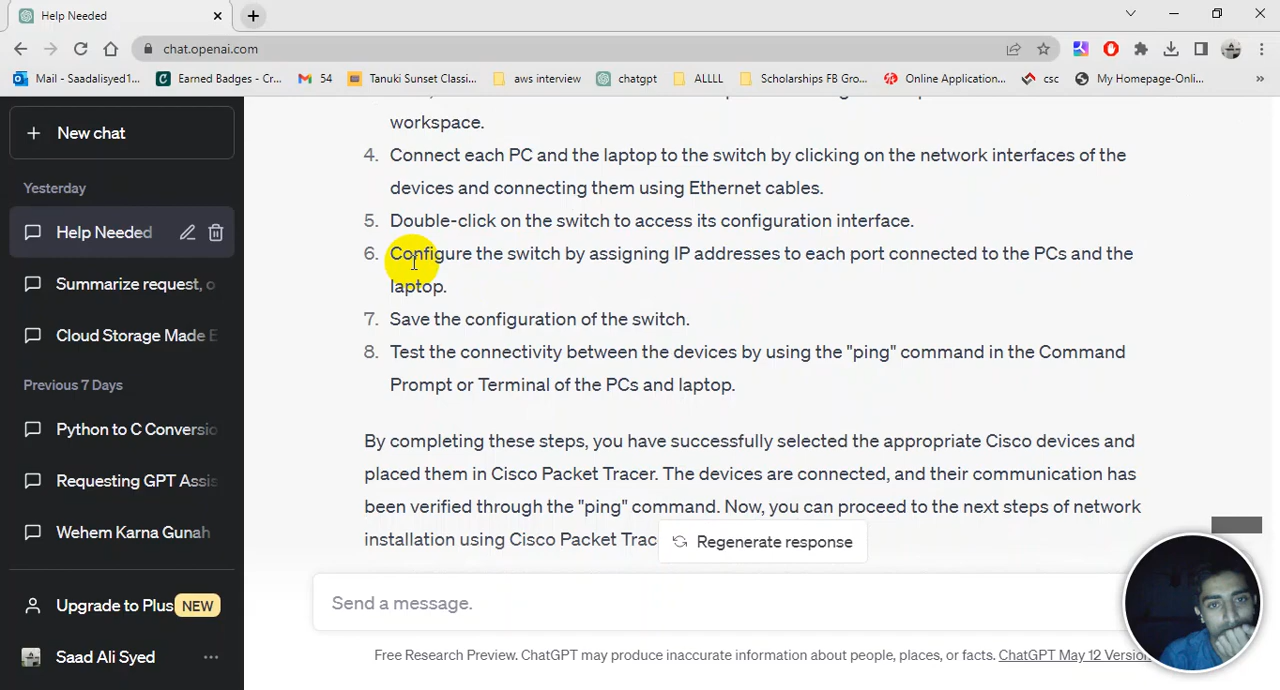 Help Needed
chat.openai.com
Mail - Saadalisyed1... Earned Badges - Cr... 54 Tanuki Sunset Classi... aws interview chatgpt ALLLL Scholarships FB Gro... Online Application... csc My Homepage-Onli... »
+ New chat
Yesterday
Help Needed
Summarize request, o
Cloud Storage Made E
Previous 7 Days
Python to C Conversio
Requesting GPT Assis
Wehem Karna Gunah
Upgrade to Plus NEW
Saad Ali Syed ...
workspace.
4. Connect each PC and the laptop to the switch by clicking on the network interfaces of the
devices and connecting them using Ethernet cables.
5. Double-click on the switch to access its configuration interface.
6. Configure the switch by assigning IP addresses to each port connected to the PCs and the
laptop.
7. Save the configuration of the switch.
8. Test the connectivity between the devices by using the "ping" command in the Command
Prompt or Terminal of the PCs and laptop.
By completing these steps, you have successfully selected the appropriate Cisco devices and
placed them in Cisco Packet Tracer. The devices are connected, and their communication has
been verified through the "ping" command. Now, you can proceed to the next steps of network
installation using Cisco Packet Trac
Regenerate response
Send a message.
Free Research Preview. ChatGPT may produce inaccurate information about people, places, or facts. ChatGPT May 12 Version